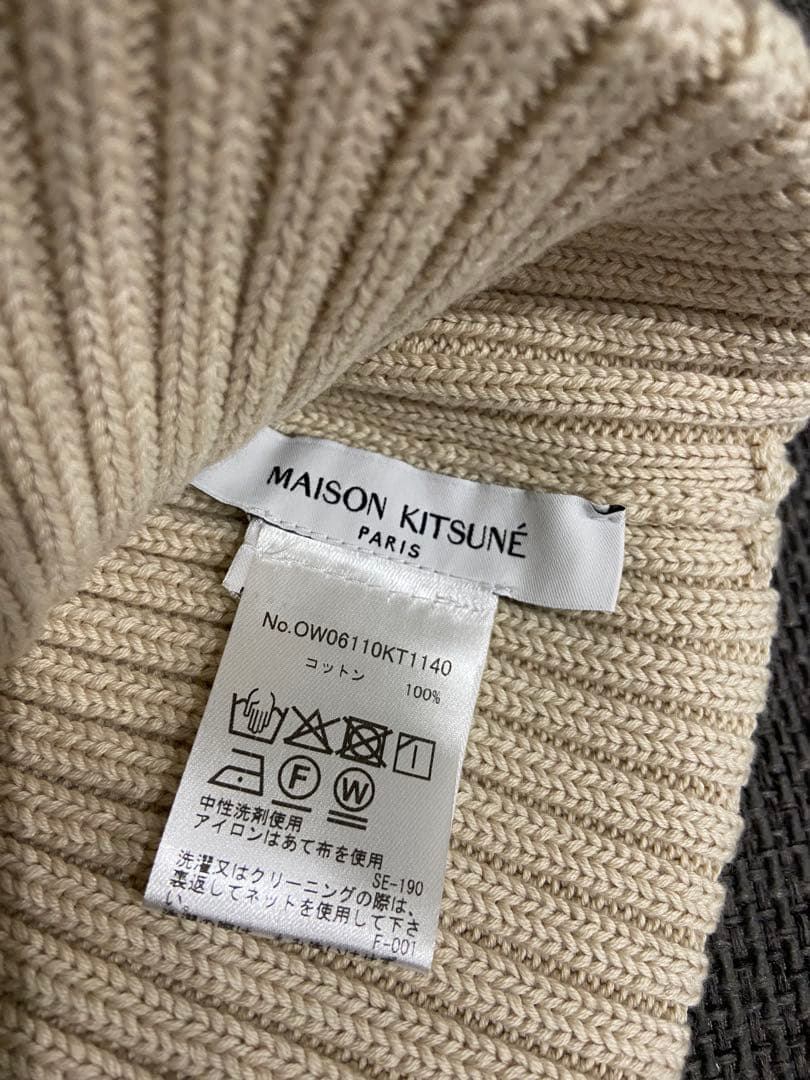 MAISON KITSUNÉ
PARIS
No.OW06110KT1140
コットン 100%
F W
中性洗剤使用
アイロンはあて布を使用
SE-190
洗濯又はクリーニングの際は、
裏返してネットを使用して下さ
い。
F-001